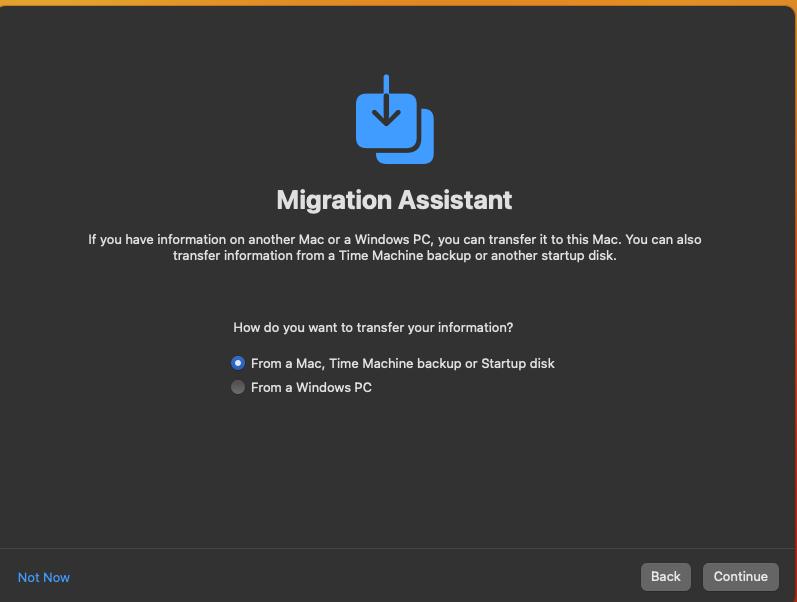 Migration Assistant
If you have information on another Mac or a Windows PC, you can transfer it to this Mac. You can also
transfer information from a Time Machine backup or another startup disk.
How do you want to transfer your information?
From a Mac, Time Machine backup or Startup disk
From a Windows PC
Not Now
Back
Continue